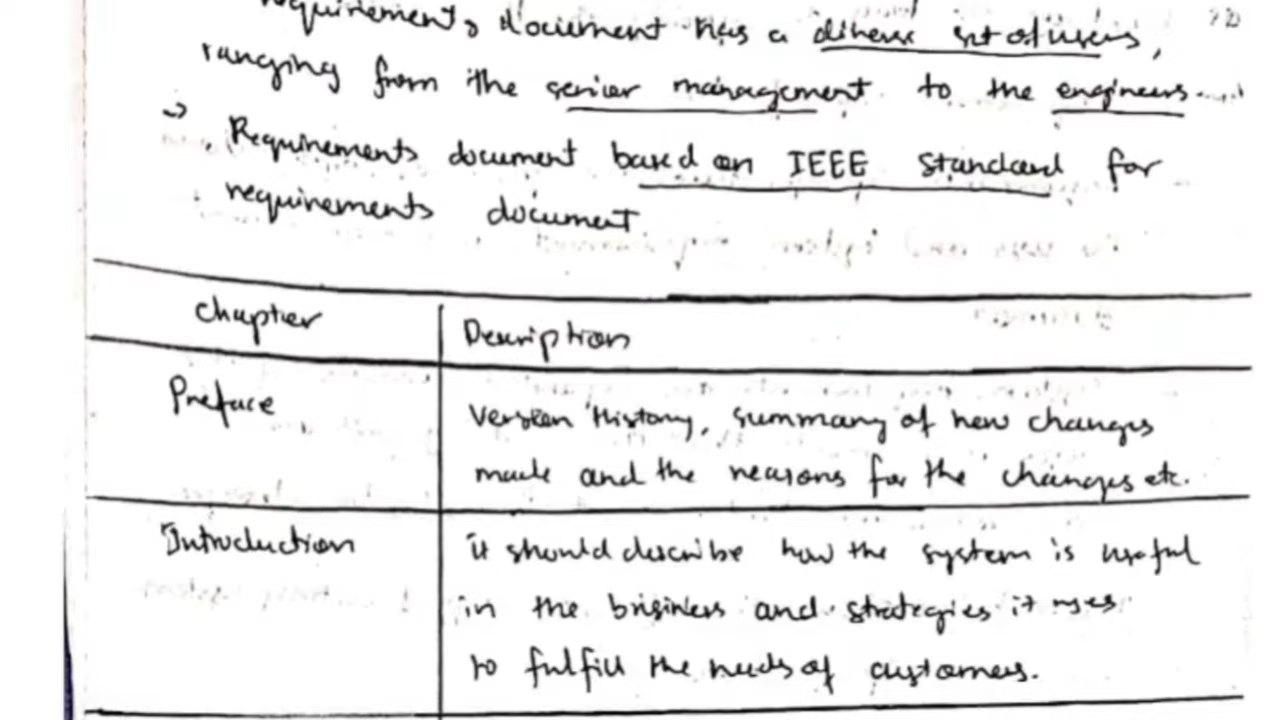 requirements document has a diverse set of users,
ranging from the senior management to the engineers
→ Requirements document based on IEEE Standard for
requirements document
Chapter Description
Preface Version History, summary of new changes
made and the reasons for the changes etc.
Introduction it should describe how the system is useful
in the business and strategies it uses
to fulfill the needs of customers.